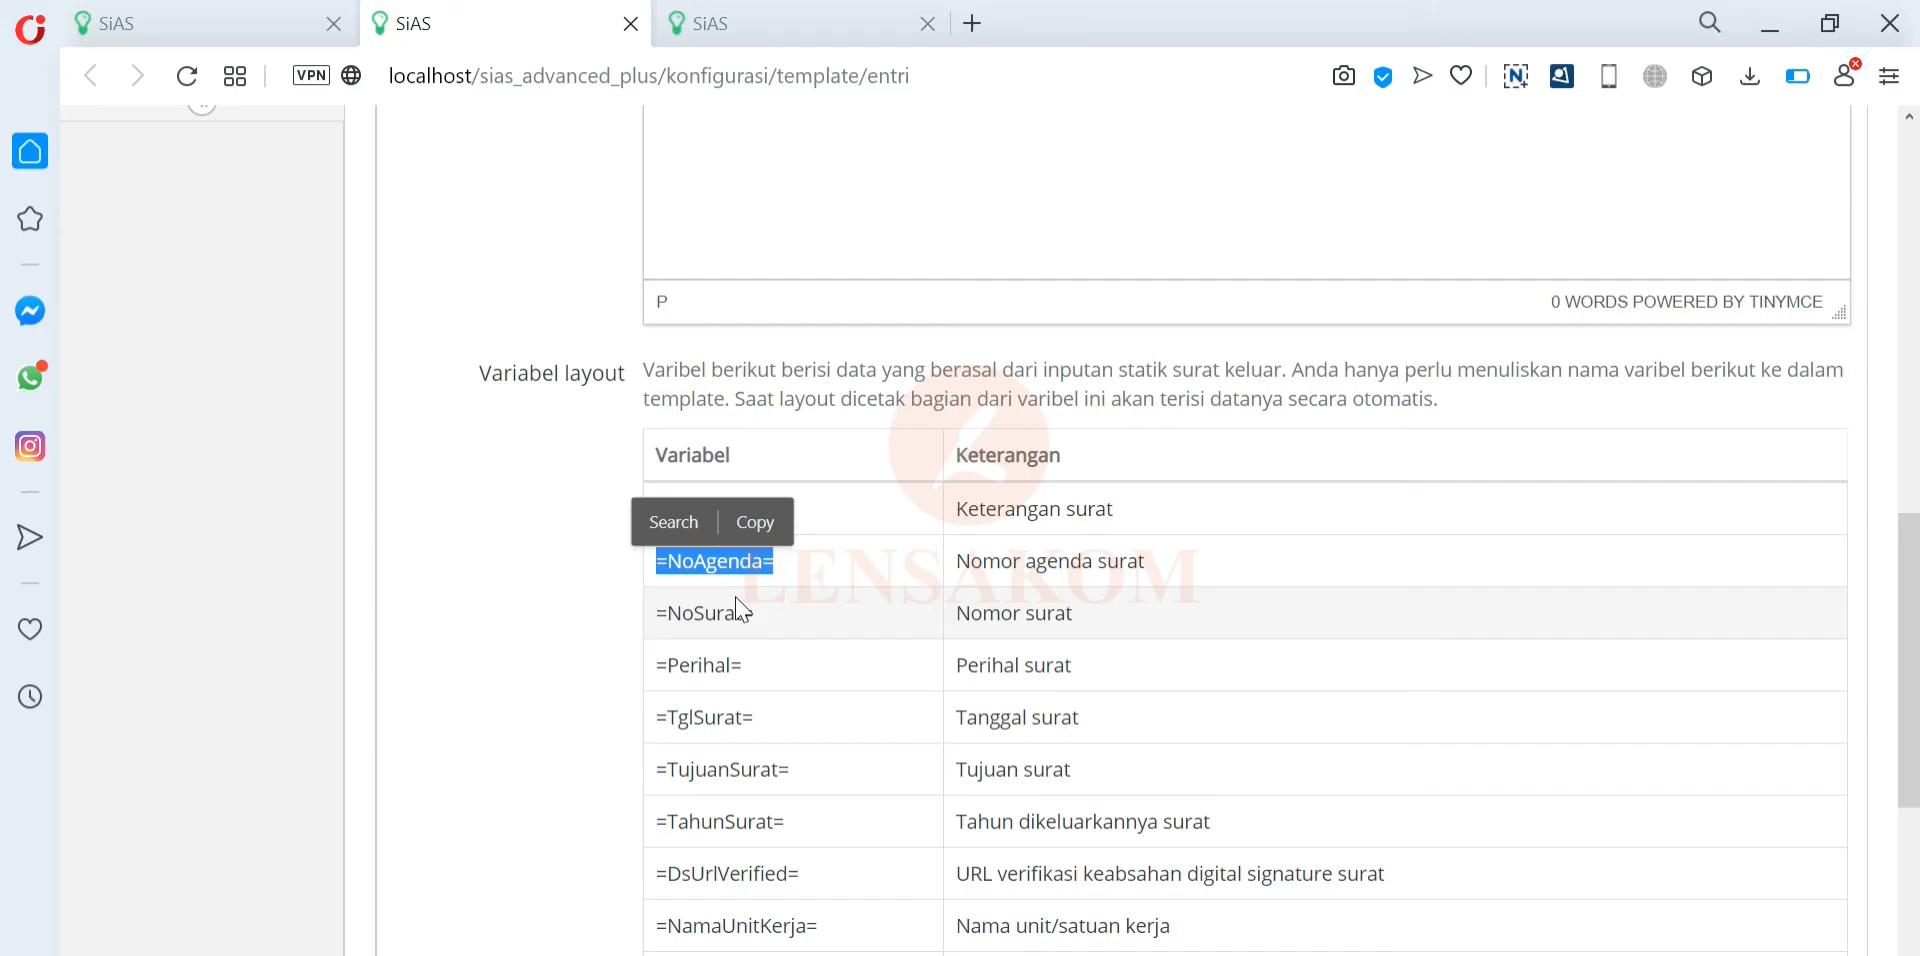 SiAS
SiAS
SiAS
VPN
localhost/sias_advanced_plus/konfigurasi/template/entri
P
0 WORDS POWERED BY TINYMCE
Variabel layout
Varibel berikut berisi data yang berasal dari inputan statik surat keluar. Anda hanya perlu menuliskan nama varibel berikut ke dalam
template. Saat layout dicetak bagian dari varibel ini akan terisi datanya secara otomatis.
Variabel Keterangan
Keterangan surat
Search Copy
=NoAgenda= Nomor agenda surat
LENSAKOM
=NoSura Nomor surat
=Perihal= Perihal surat
=TglSurat= Tanggal surat
=TujuanSurat= Tujuan surat
=TahunSurat= Tahun dikeluarkannya surat
=DsUrlVerified= URL verifikasi keabsahan digital signature surat
=NamaUnitKerja= Nama unit/satuan kerja